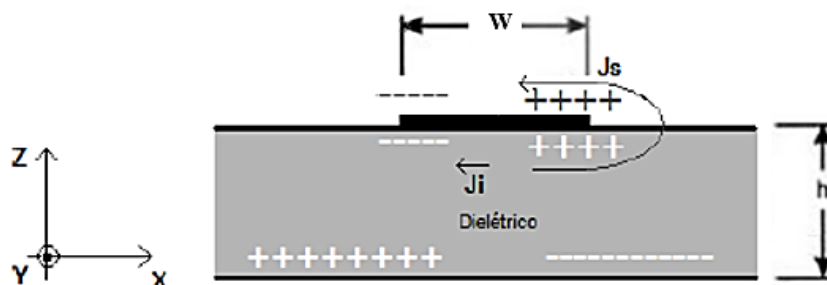 W
Js
----- ++++
----- ++++
Z
Ji
h
Dielétrico
++++++++ ------------
Y
X